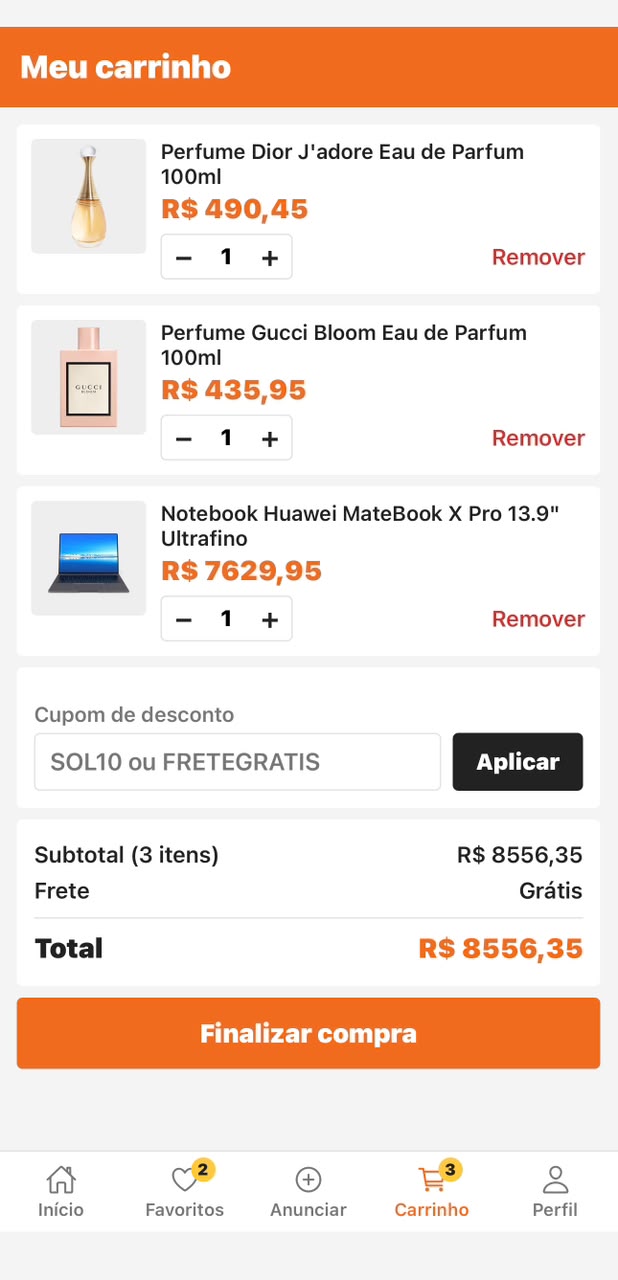 Meu carrinho
Perfume Dior J'adore Eau de Parfum
100ml
R$ 490,45
− 1 +
Remover
GUCCI
BLOOM
Perfume Gucci Bloom Eau de Parfum
100ml
R$ 435,95
− 1 +
Remover
Notebook Huawei MateBook X Pro 13.9"
Ultrafino
R$ 7629,95
− 1 +
Remover
Cupom de desconto
SOL10 ou FRETEGRATIS
Aplicar
Subtotal (3 itens) R$ 8556,35
Frete Grátis
Total R$ 8556,35
Finalizar compra
2 3
Início Favoritos Anunciar Carrinho Perfil